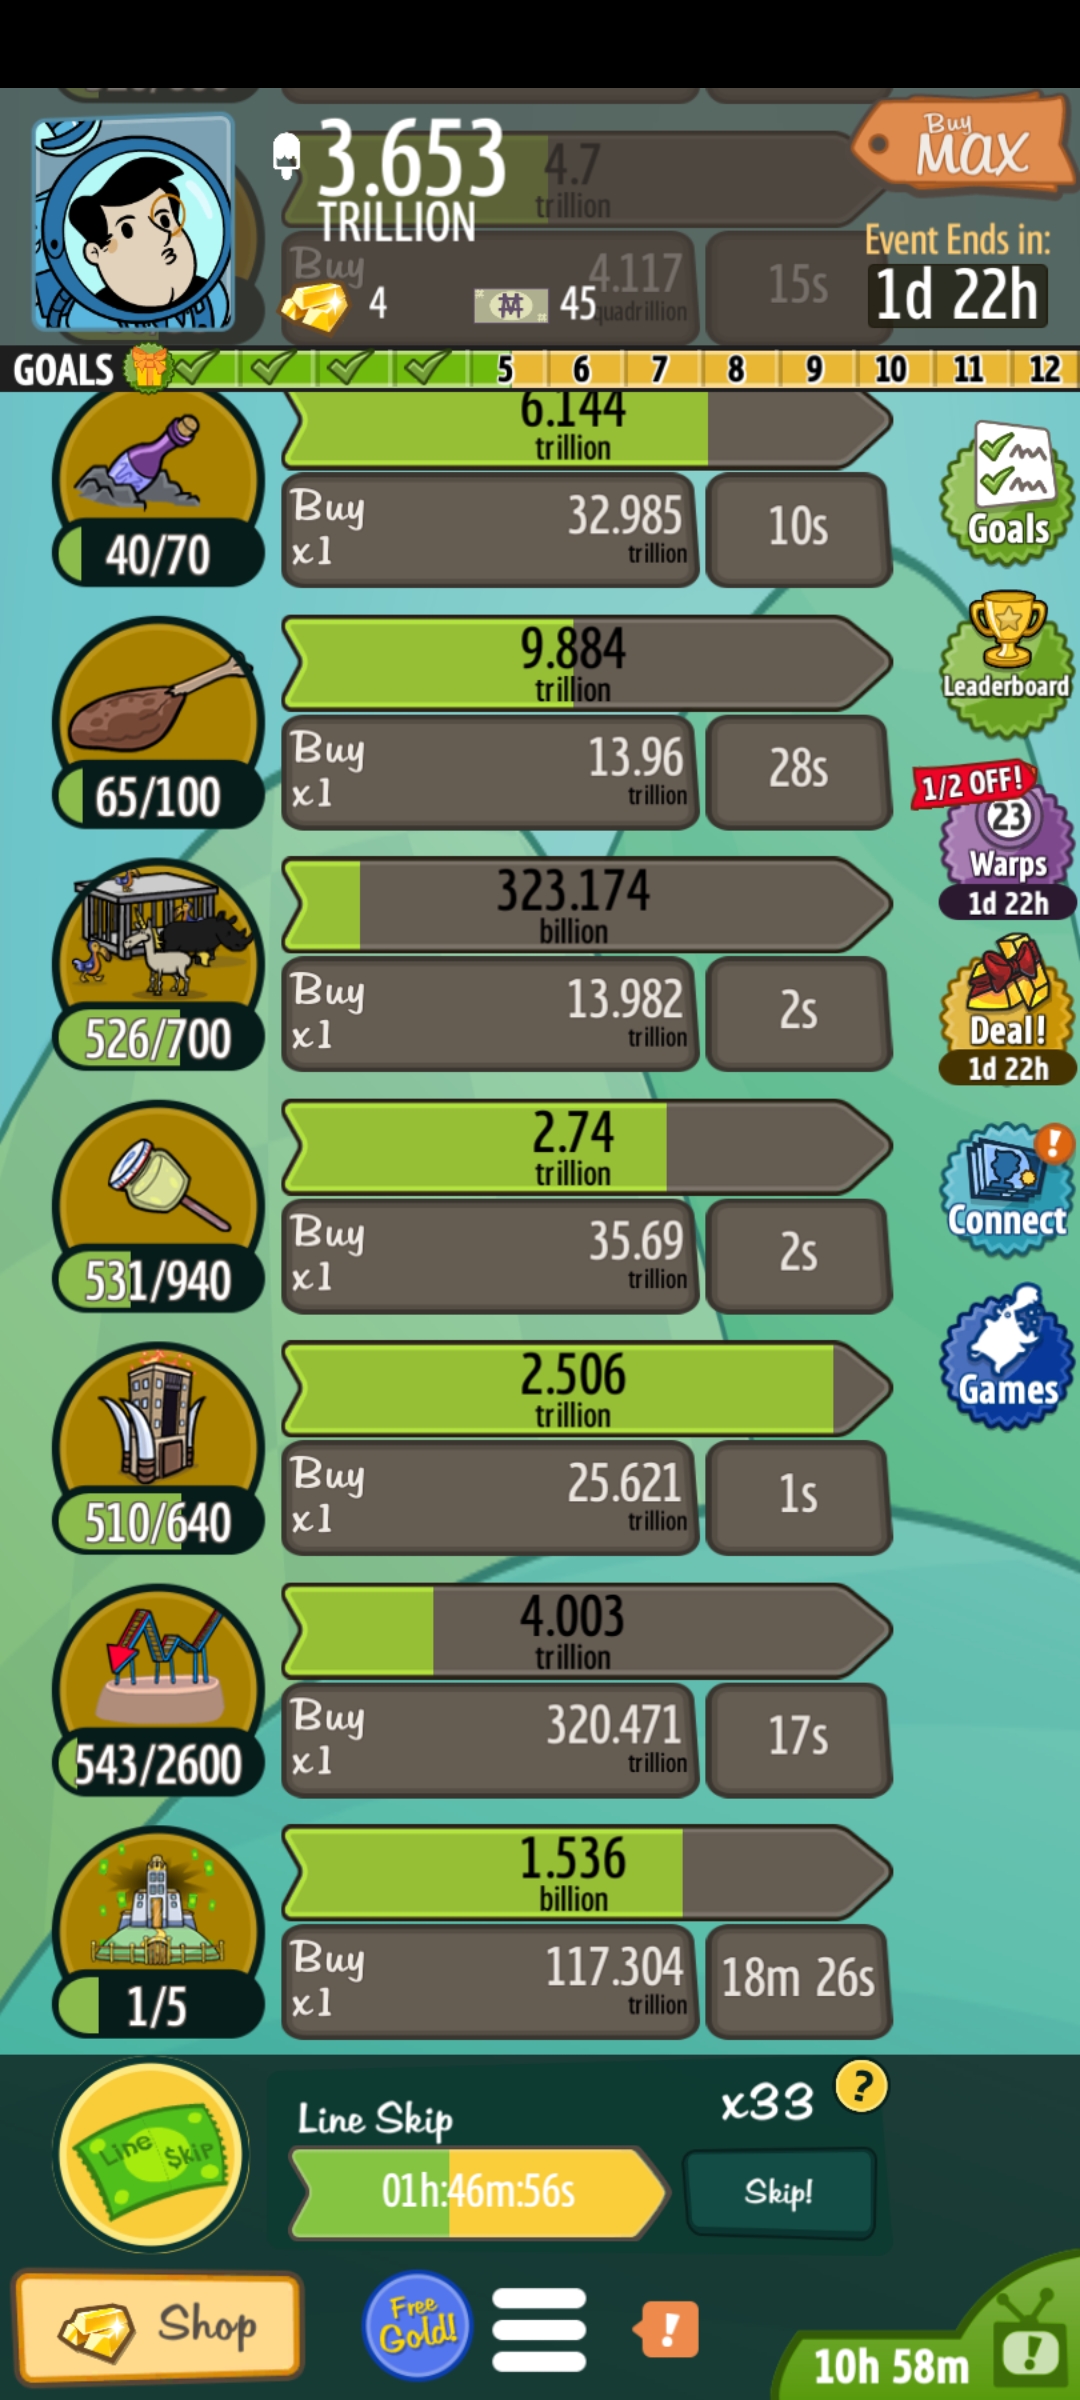 Buy
MAX
3.653
TRILLION
4.7
trillion
Event Ends in:
1d 22h
Buy
4.117
quadrillion
15s
4
45
GOALS 5 6 7 8 9 10 11 12
6.144
trillion
Buy
x1
32.985
trillion
10s
40/70
Goals
9.884
trillion
Buy
x1
13.96
trillion
28s
65/100
Leaderboard
1/2 OFF!
23
Warps
1d 22h
323.174
billion
Buy
x1
13.982
trillion
2s
526/700
Deal!
1d 22h
2.74
trillion
Buy
x1
35.69
trillion
2s
531/940
!
Connect
2.506
trillion
Buy
x1
25.621
trillion
1s
510/640
Games
4.003
trillion
Buy
x1
320.471
trillion
17s
543/2600
1.536
billion
Buy
x1
117.304
trillion
18m 26s
1/5
Line Skip
Line Skip
x33
?
01h:46m:56s
Skip!
Shop
Free
Gold!
!
10h 58m
!